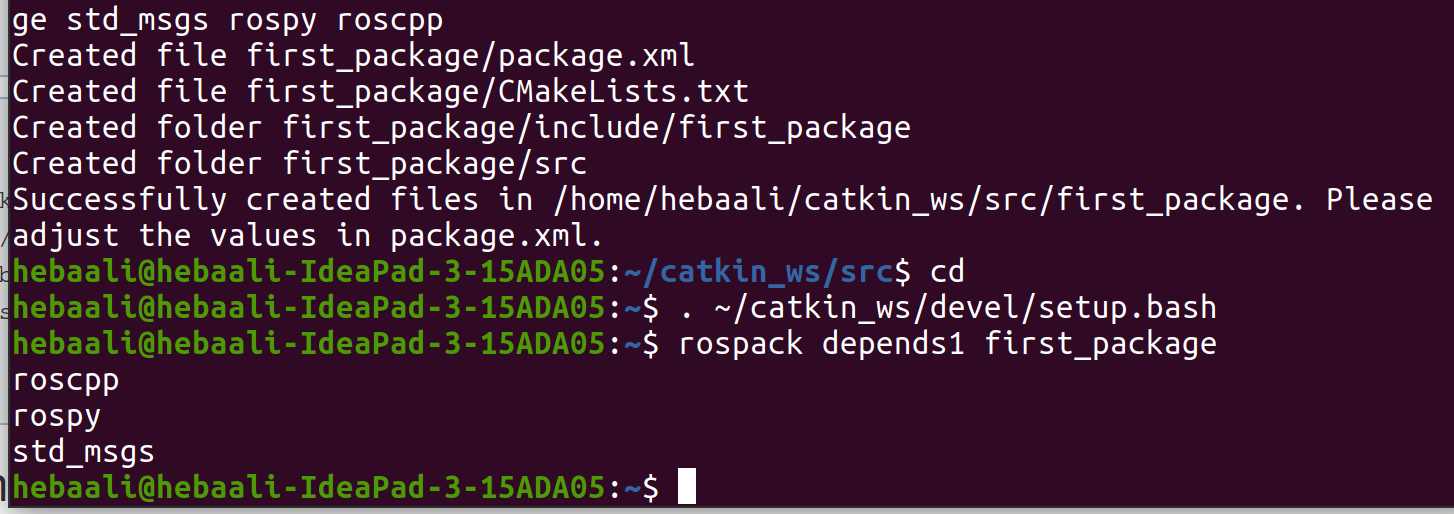 ge std_msgs rospy roscpp
Created file first_package/package.xml
Created file first_package/CMakeLists.txt
Created folder first_package/include/first_package
Created folder first_package/src
Successfully created files in /home/hebaali/catkin_ws/src/first_package. Please
adjust the values in package.xml.
hebaali@hebaali-IdeaPad-3-15ADA05:~/catkin_ws/src$ cd
hebaali@hebaali-IdeaPad-3-15ADA05:~$ . ~/catkin_ws/devel/setup.bash
hebaali@hebaali-IdeaPad-3-15ADA05:~$ rospack depends1 first_package
roscpp
rospy
std_msgs
hebaali@hebaali-IdeaPad-3-15ADA05:~$